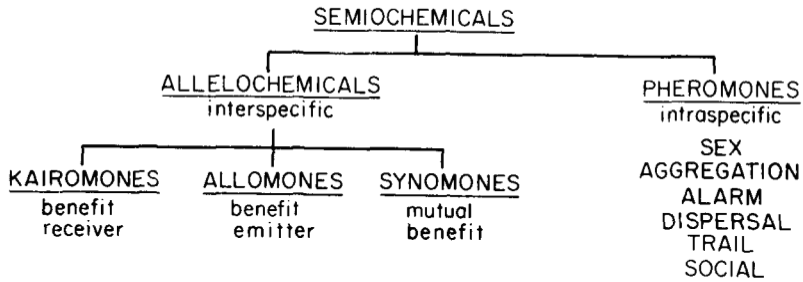 SEMIOCHEMICALS
ALLELOCHEMICALS
interspecific
PHEROMONES
intraspecific
SEX
AGGREGATION
ALARM
DISPERSAL
TRAIL
SOCIAL
KAIROMONES
benefit
receiver
ALLOMONES
benefit
emitter
SYNOMONES
mutual
benefit